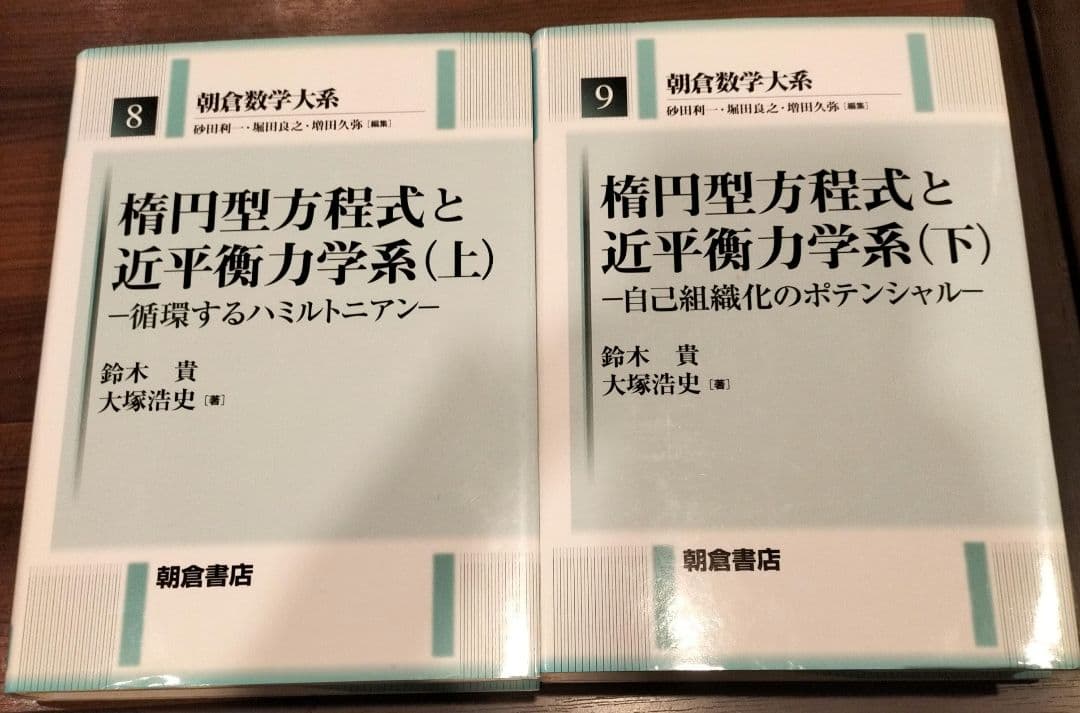 8
朝倉数学大系
砂田利一・堀田良之・増田久弥[編集]
楕円型方程式と
近平衡力学系(上)
−循環するハミルトニアン−
鈴木 貴
大塚浩史[著]
朝倉書店
9
朝倉数学大系
砂田利一・堀田良之・増田久弥[編集]
楕円型方程式と
近平衡力学系(下)
−自己組織化のポテンシャル−
鈴木 貴
大塚浩史[著]
朝倉書店